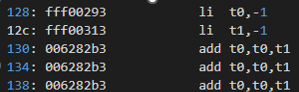 128: fff00293 li t0,-1
12c: fff00313 li t1,-1
130: 006282b3 add t0,t0,t1
134: 006282b3 add t0,t0,t1
138: 006282b3 add t0,t0,t1